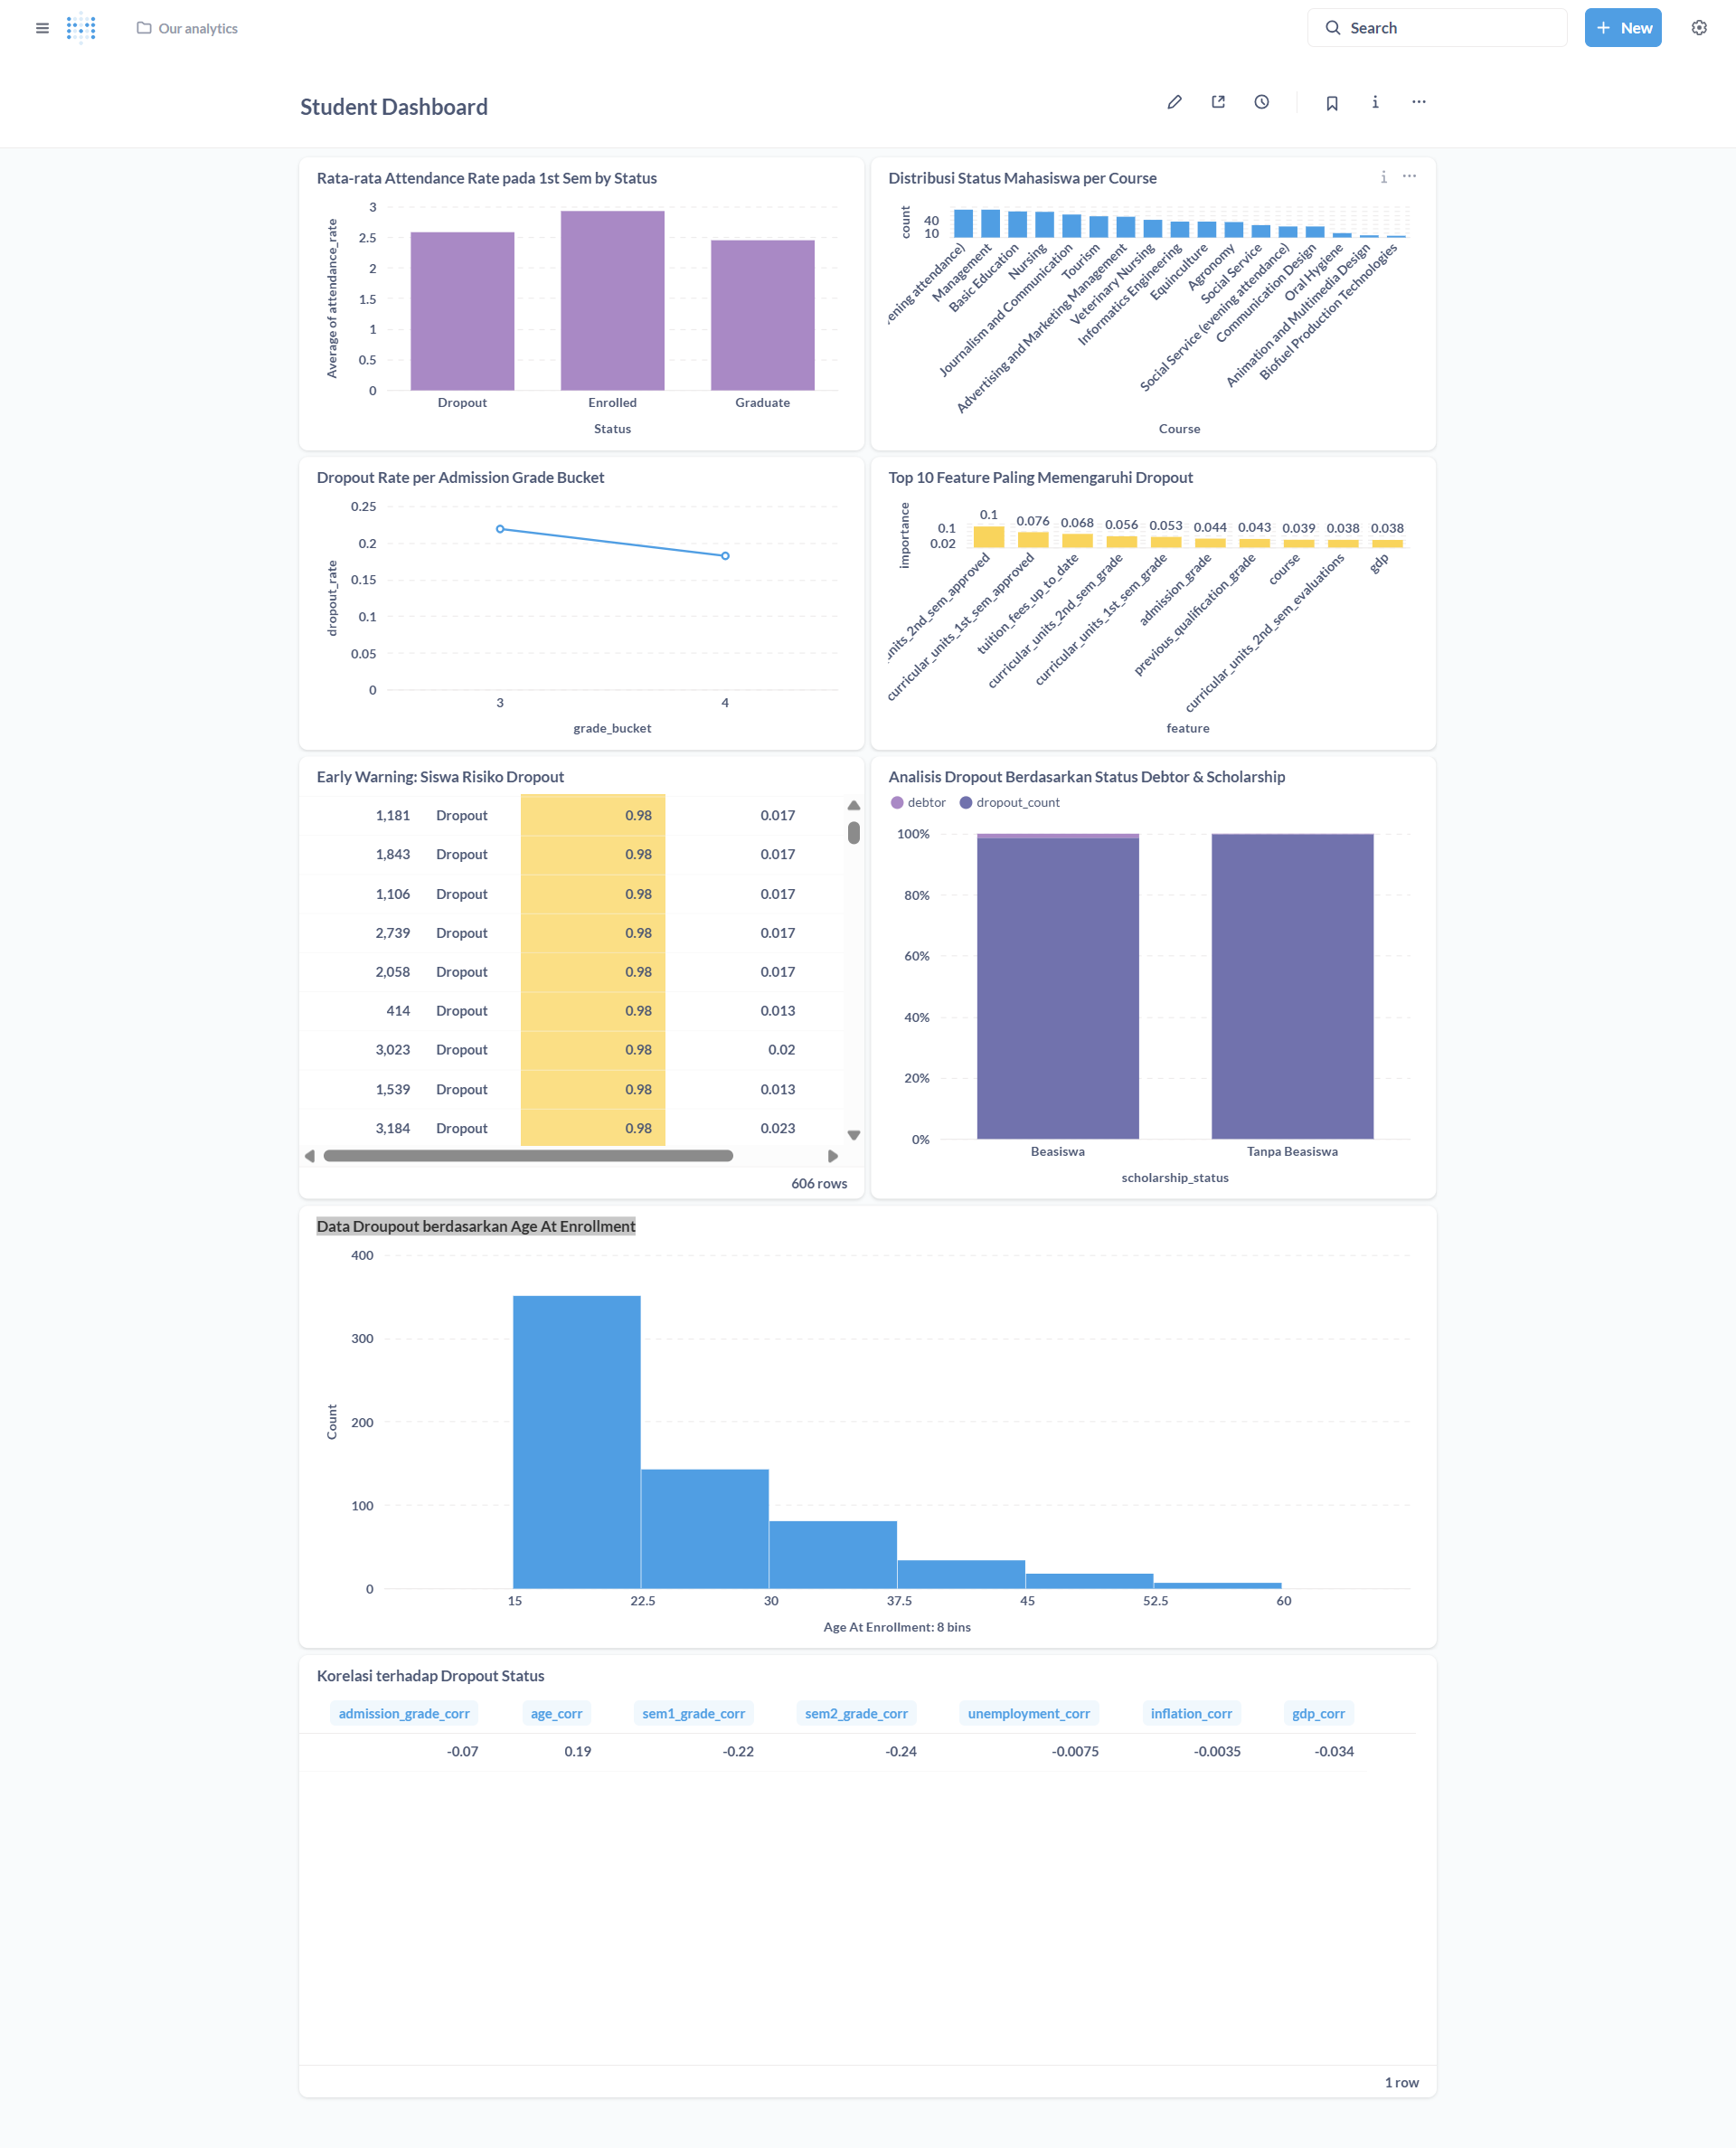 Our analytics
Search
New
Student Dashboard
Rata-rata Attendance Rate pada 1st Sem by Status
Average of attendance_rate
3
2.5
2
1.5
1
0.5
0
Dropout Enrolled Graduate
Status
Distribusi Status Mahasiswa per Course
count
40
10
ening attendance)
Management
Basic Education
Nursing
Journalism and Communication
Tourism
Advertising and Marketing Management
Veterinary Nursing
Informatics Engineering
Equinculture
Agronomy
Social Service
Social Service (evening attendance)
Communication Design
Oral Hygiene
Animation and Multimedia Design
Biofuel Production Technologies
Course
Dropout Rate per Admission Grade Bucket
dropout_rate
0.25
0.2
0.15
0.1
0.05
0
3 4
grade_bucket
Top 10 Feature Paling Memengaruhi Dropout
importance
0.1
0.02
0.1 0.076 0.068 0.056 0.053 0.044 0.043 0.039 0.038 0.038
units_2nd_sem_approved
curricular_units_1st_sem_approved
tuition_fees_up_to_date
curricular_units_2nd_sem_grade
curricular_units_1st_sem_grade
admission_grade
previous_qualification_grade
course
curricular_units_2nd_sem_evaluations
gdp
feature
Early Warning: Siswa Risiko Dropout
1,181 Dropout 0.98 0.017
1,843 Dropout 0.98 0.017
1,106 Dropout 0.98 0.017
2,739 Dropout 0.98 0.017
2,058 Dropout 0.98 0.017
414 Dropout 0.98 0.013
3,023 Dropout 0.98 0.02
1,539 Dropout 0.98 0.013
3,184 Dropout 0.98 0.023
606 rows
Analisis Dropout Berdasarkan Status Debtor & Scholarship
debtor dropout_count
100%
80%
60%
40%
20%
0%
Beasiswa Tanpa Beasiswa
scholarship_status
Data Droupout berdasarkan Age At Enrollment
Count
400
300
200
100
0
15 22.5 30 37.5 45 52.5 60
Age At Enrollment: 8 bins
Korelasi terhadap Dropout Status
admission_grade_corr age_corr sem1_grade_corr sem2_grade_corr unemployment_corr inflation_corr gdp_corr
-0.07 0.19 -0.22 -0.24 -0.0075 -0.0035 -0.034
1 row